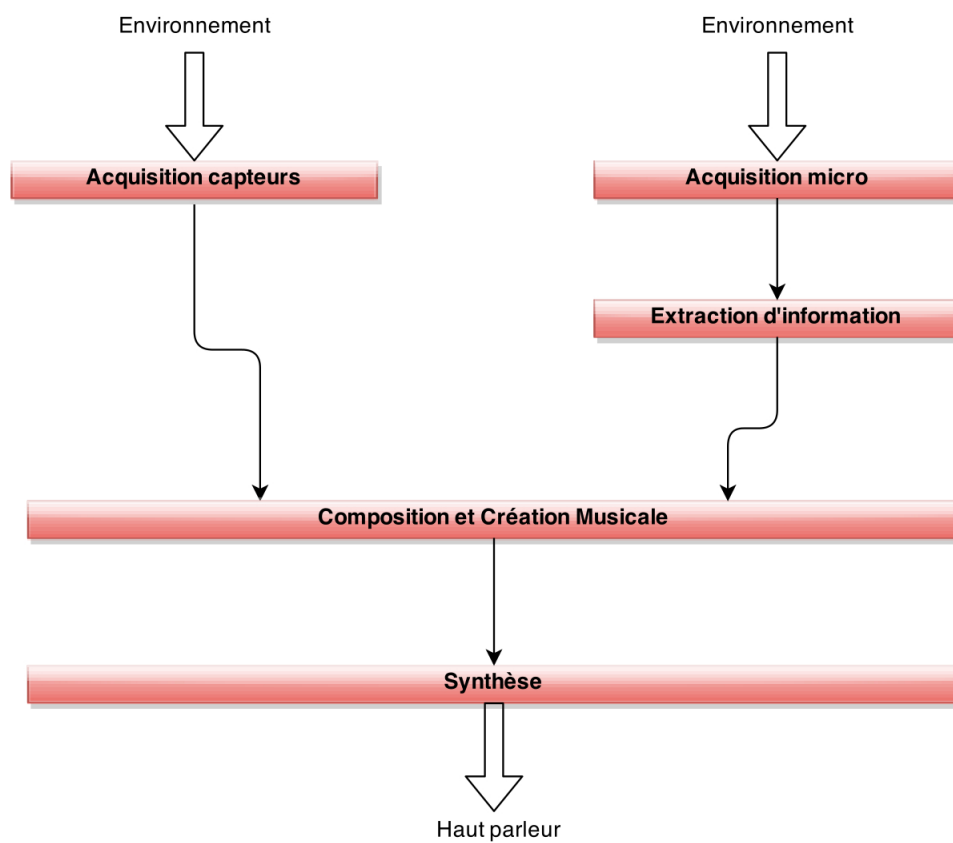 Environnement
Environnement
Acquisition capteurs
Acquisition micro
Extraction d'information
Composition et Création Musicale
Synthèse
Haut parleur